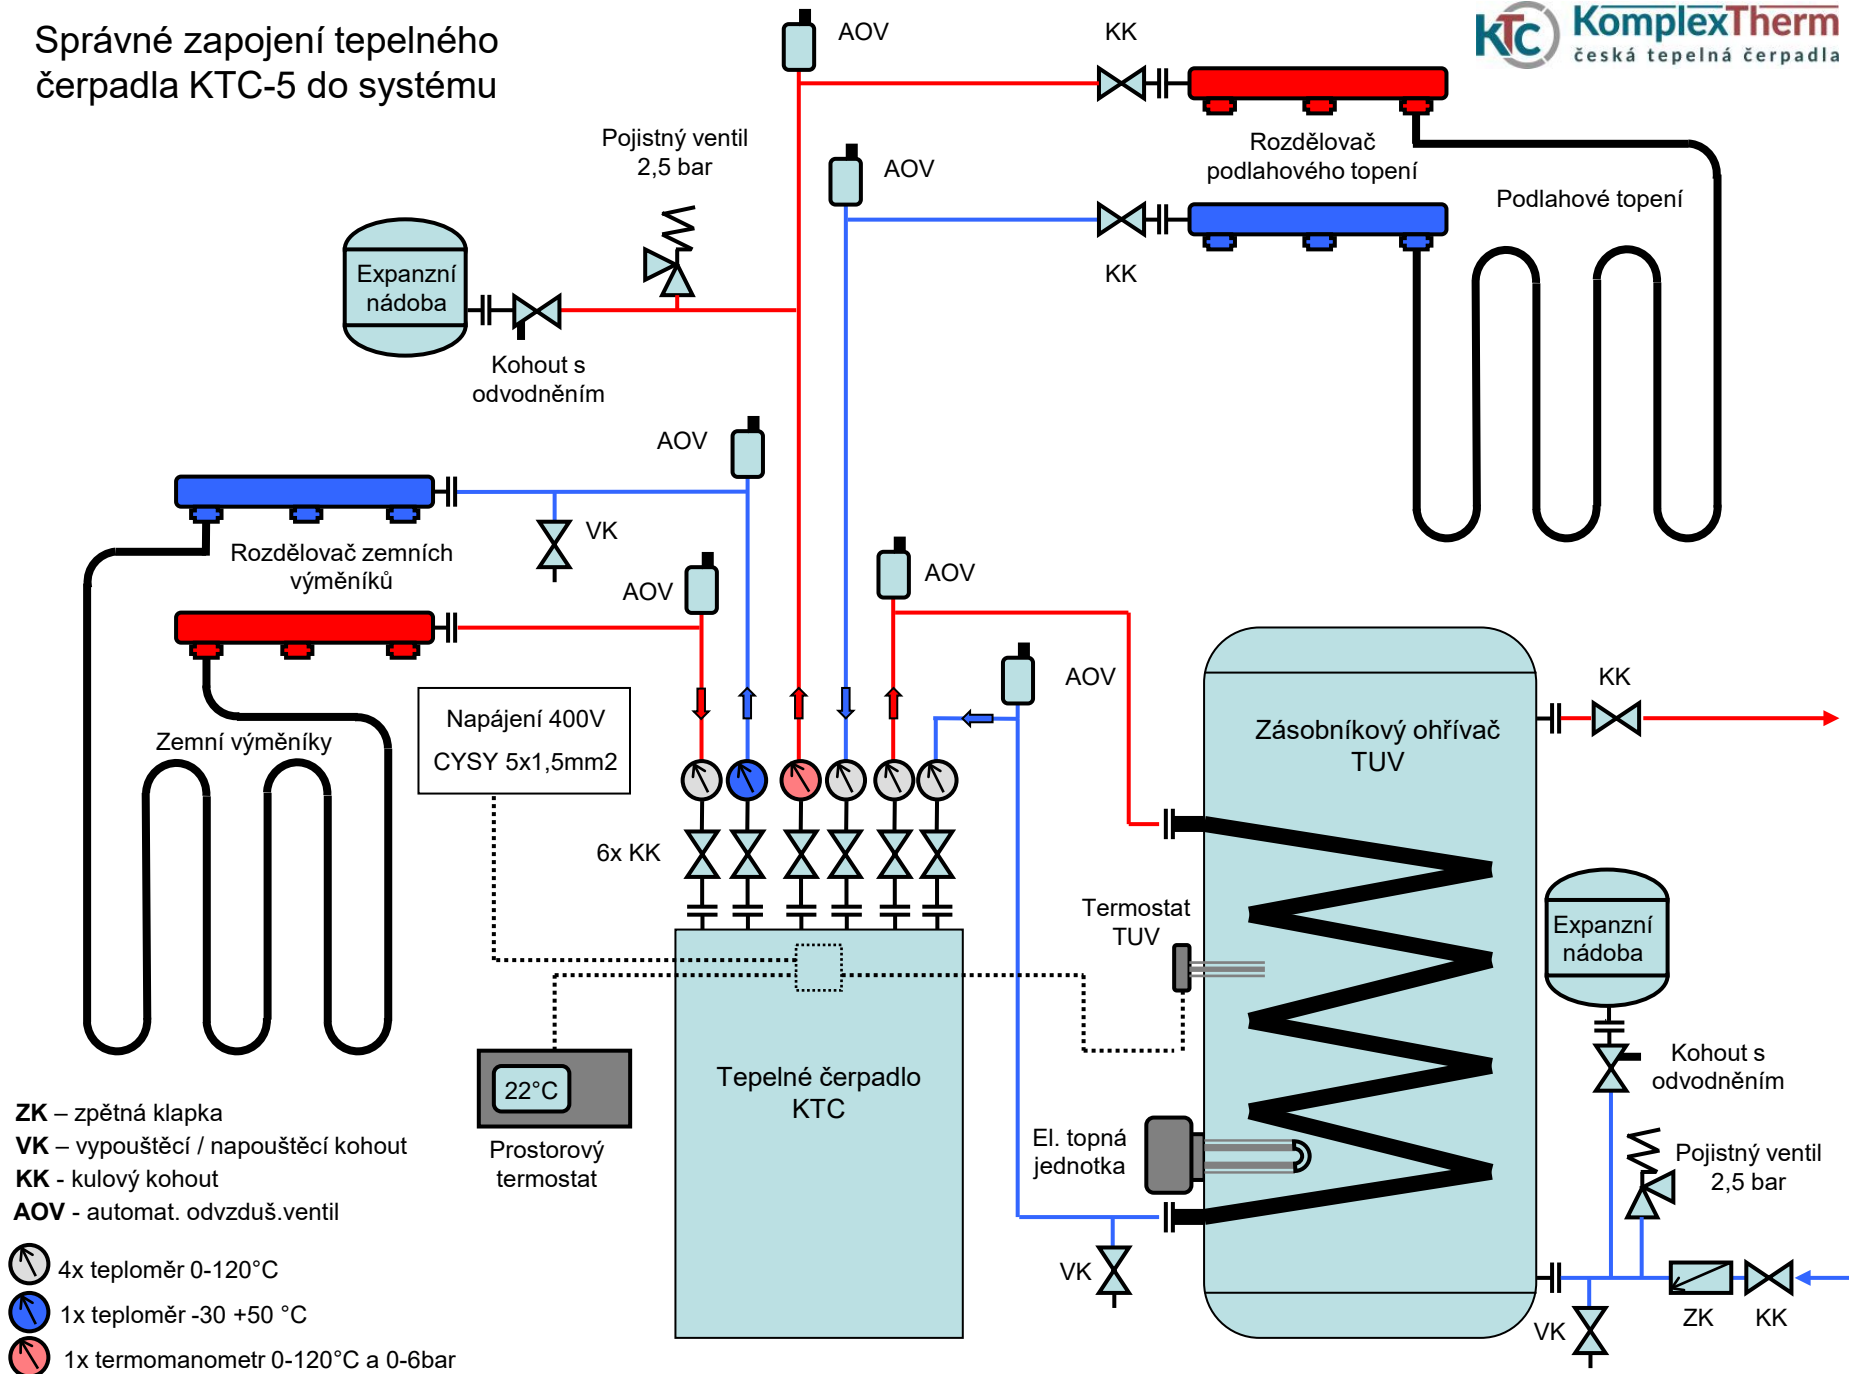 Správné zapojení tepelného
čerpadla KTC-5 do systému
KTC
KomplexTherm
česká tepelná čerpadla
AOV
KK
Pojistný ventil
2,5 bar
AOV
Rozdělovač
podlahového topení
Podlahové topení
Expanzní
nádoba
KK
Kohout s
odvodněním
AOV
VK
Rozdělovač zemních
výměníků
AOV
AOV
AOV
KK
Napájení 400V
CYSY 5x1,5mm2
Zemní výměníky
Zásobníkový ohřívač
TUV
6x KK
Termostat
TUV
Expanzní
nádoba
Kohout s
odvodněním
Tepelné čerpadlo
KTC
22°C
Prostorový
termostat
El. topná
jednotka
Pojistný ventil
2,5 bar
VK
VK
ZK
KK
ZK – zpětná klapka
VK – vypouštěcí / napouštěcí kohout
KK - kulový kohout
AOV - automat. odvzduš.ventil
4x teploměr 0-120°C
1x teploměr -30 +50 °C
1x termomanometr 0-120°C a 0-6bar